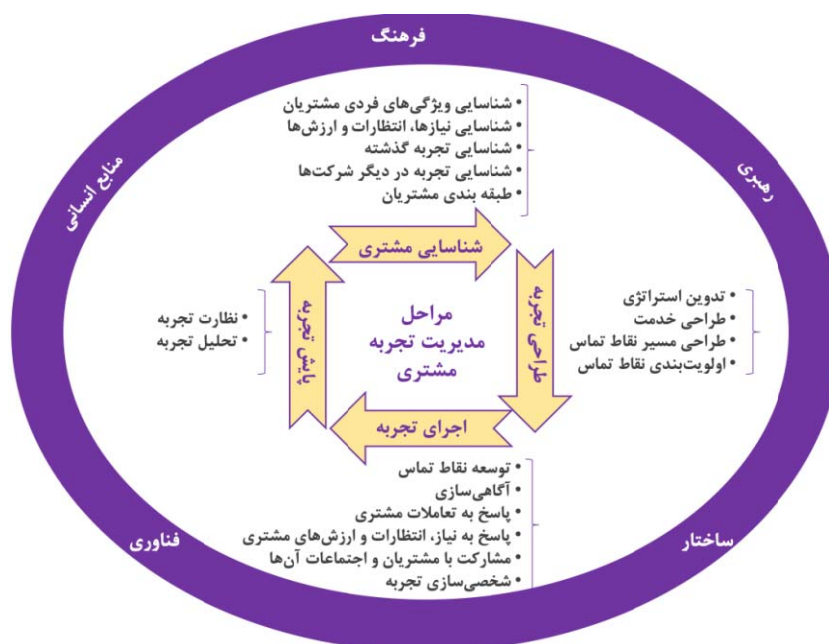 فرهنگ
رهبری
منابع انسانی
• شناسایی ویژگی‌های فردی مشتریان
• شناسایی نیازها، انتظارات و ارزش‌ها
• شناسایی تجربه گذشته
• شناسایی تجربه در دیگر شرکت‌ها
• طبقه بندی مشتریان
شناسایی مشتری
طراحی تجربه
• تدوین استراتژی
• طراحی خدمت
• طراحی مسیر نقاط تماس
• اولویت‌بندی نقاط تماس
مراحل
مدیریت تجربه
مشتری
پایش تجربه
• نظارت تجربه
• تحلیل تجربه
اجرای تجربه
• توسعه نقاط تماس
• آگاهی‌سازی
• پاسخ به تعاملات مشتری
• پاسخ به نیاز، انتظارات و ارزش‌های مشتری
• مشارکت با مشتریان و اجتماعات آن‌ها
• شخصی‌سازی تجربه
ساختار
فناوری